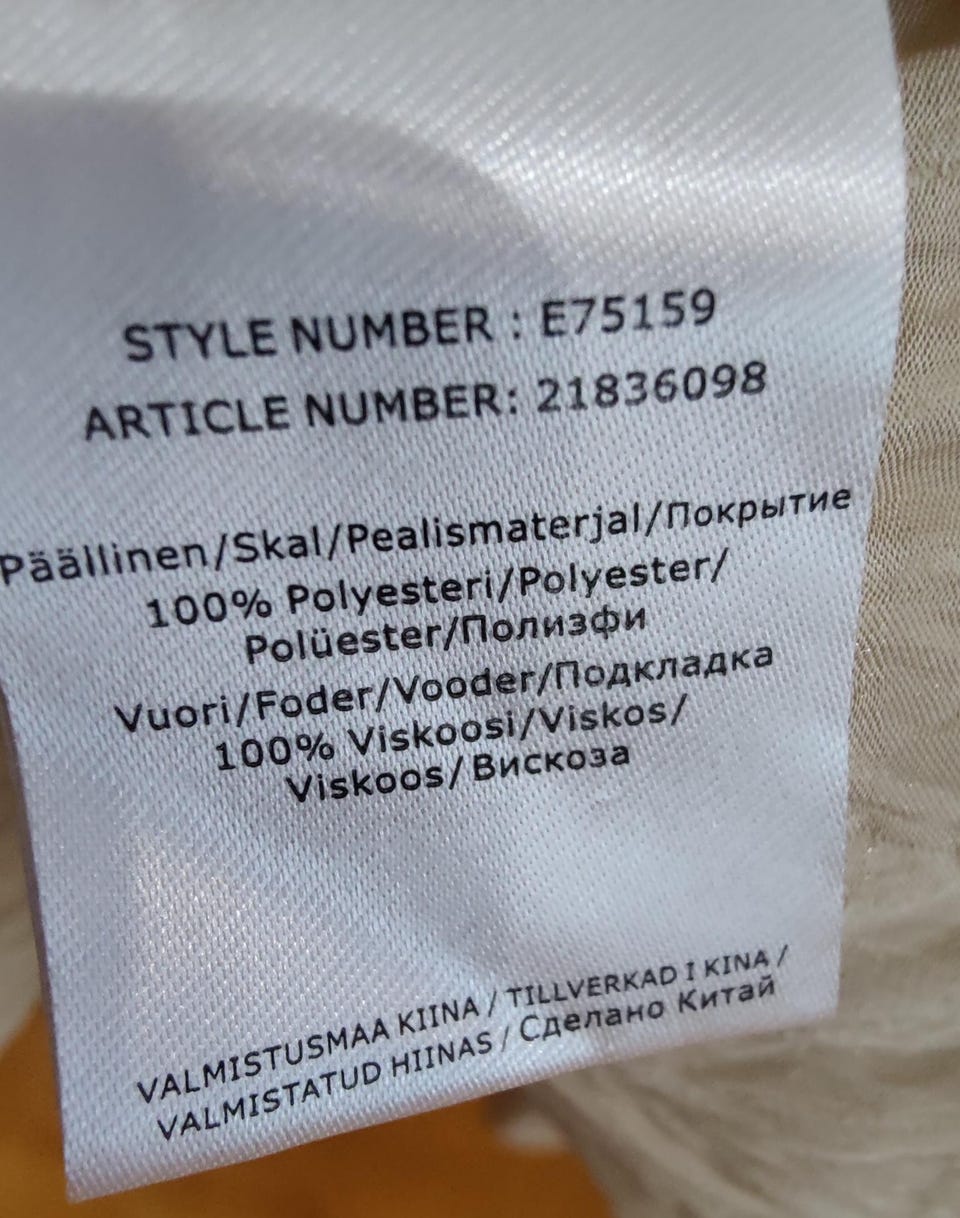 STYLE NUMBER : E75159
ARTICLE NUMBER: 21836098
Päällinen/Skal/Pealismaterjal/Покрытие
100% Polyesteri/Polyester/
Polüester/Полизфи
Vuori/Foder/Vooder/Подкладка
100% Viskoosi/Viskos/
Viskoos/Вискоза
VALMISTUSMAA KIINA / TILLVERKAD I KINA /
VALMISTATUD HIINAS / Сделано Китай